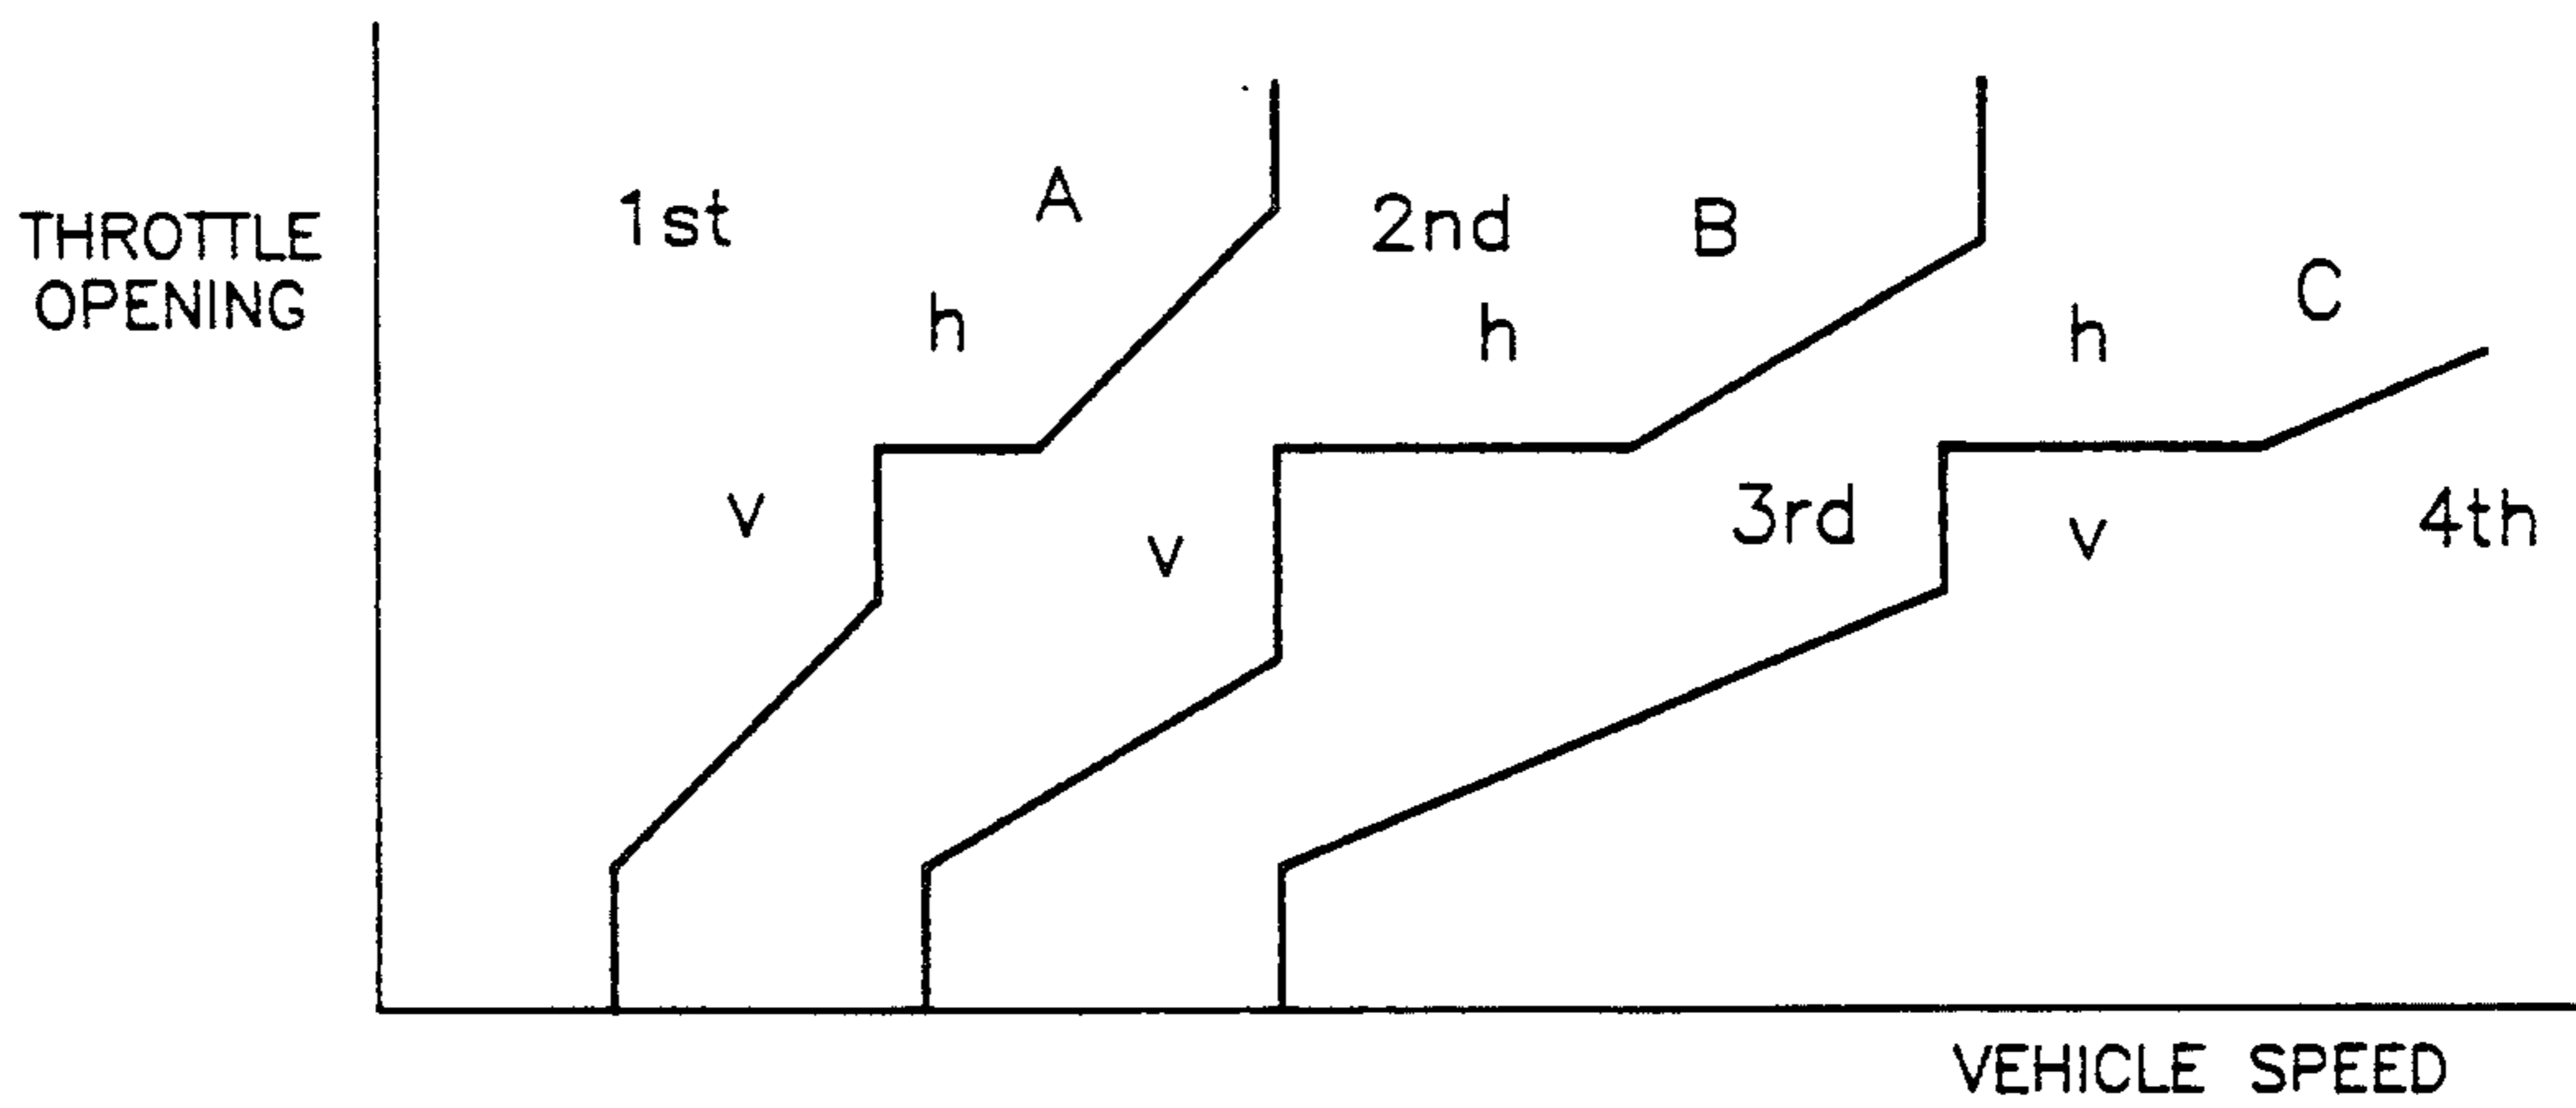 1st
A
2nd
B
THROTTLE
OPENING
h
h
h
C
v
v
3rd
v
4th
VEHICLE SPEED